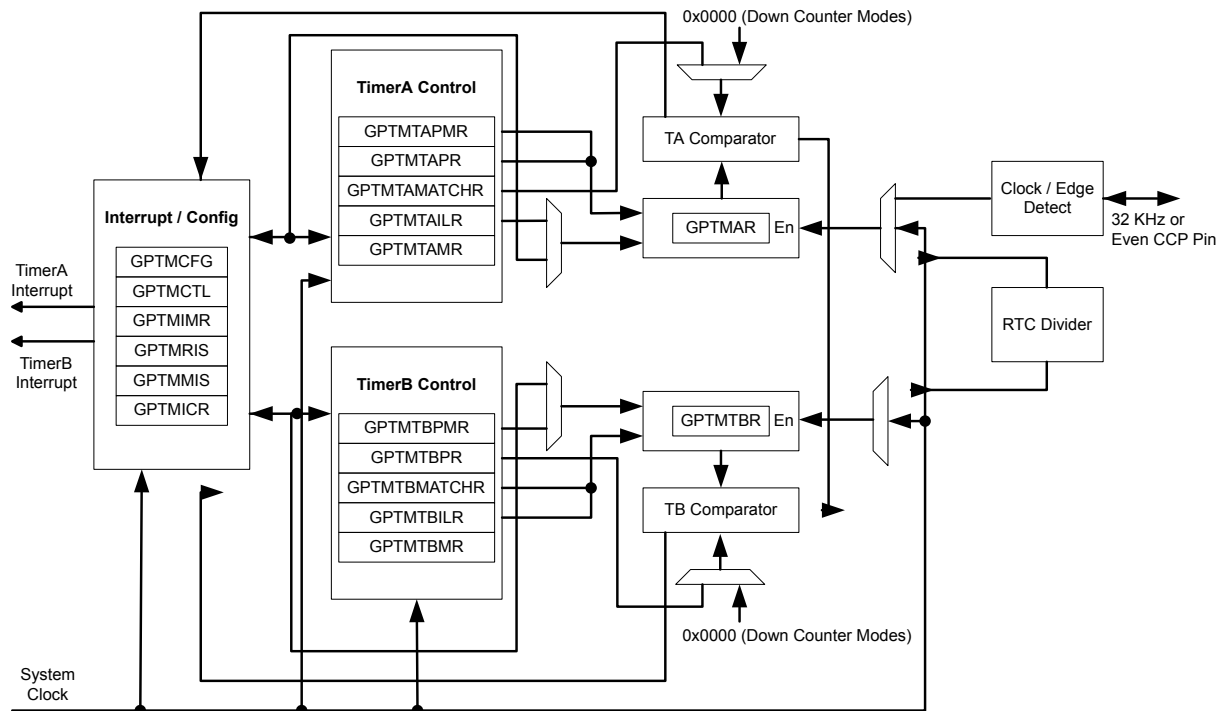 0x0000 (Down Counter Modes)
TimerA Control
GPTMTAPMR
GPTMTAPR
GPTMTAMATCHR
GPTMTAILR
GPTMTAMR
TA Comparator
GPTMAR
En
Clock / Edge
Detect
32 KHz or
Even CCP Pin
Interrupt / Config
GPTMCFG
GPTMCTL
GPTMIMR
GPTMRIS
GPTMMIS
GPTMICR
TimerA
Interrupt
TimerB
Interrupt
RTC Divider
TimerB Control
GPTMTBPMR
GPTMTBPR
GPTMTBMATCHR
GPTMTBILR
GPTMTBMR
GPTMTBR
En
TB Comparator
0x0000 (Down Counter Modes)
System
Clock